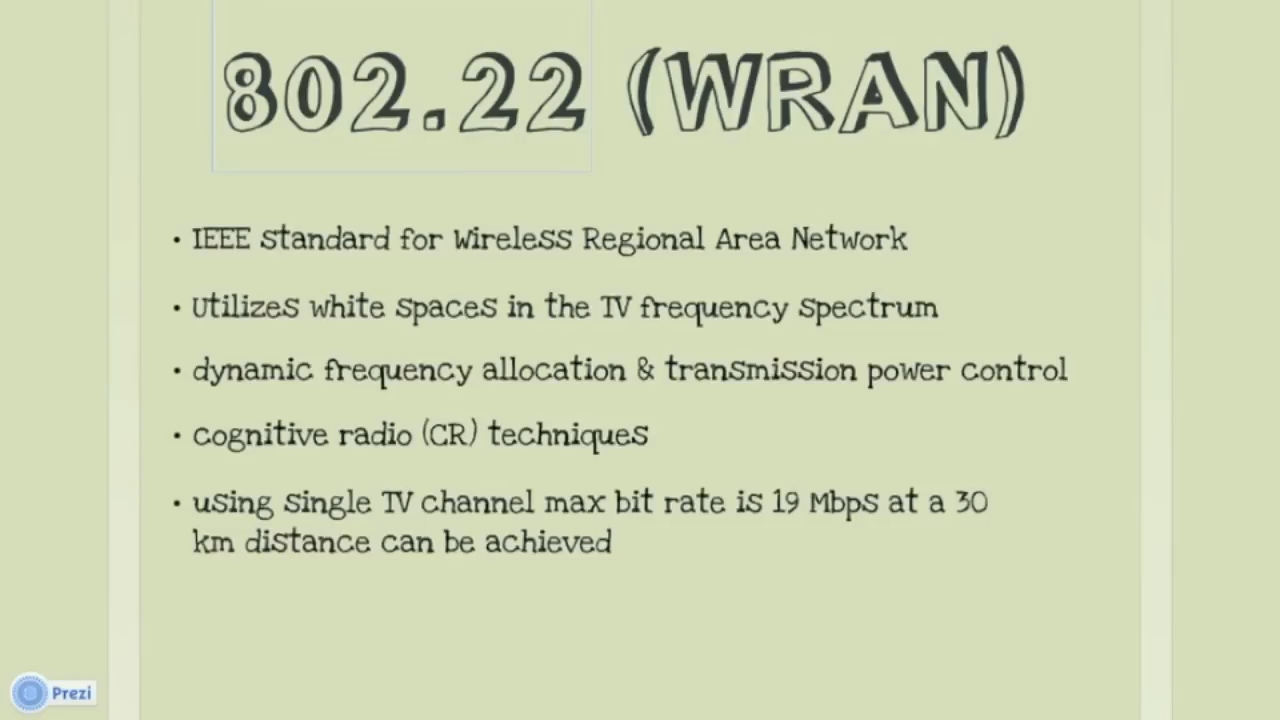 802.22 (WRAN)
• IEEE standard for Wireless Regional Area Network
• Utilizes white spaces in the TV frequency spectrum
• dynamic frequency allocation & transmission power control
• cognitive radio (CR) techniques
• using single TV channel max bit rate is 19 Mbps at a 30
km distance can be achieved
Prezi